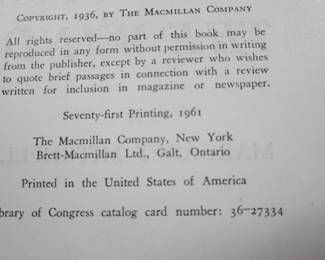 Copyright, 1936, by The Macmillan Company
All rights reserved—no part of this book may be
reproduced in any form without permission in writing
from the publisher, except by a reviewer who wishes
to quote brief passages in connection with a review
written for inclusion in magazine or newspaper.
Seventy-first Printing, 1961
The Macmillan Company, New York
Brett-Macmillan Ltd., Galt, Ontario
Printed in the United States of America
brary of Congress catalog card number: 36-27334